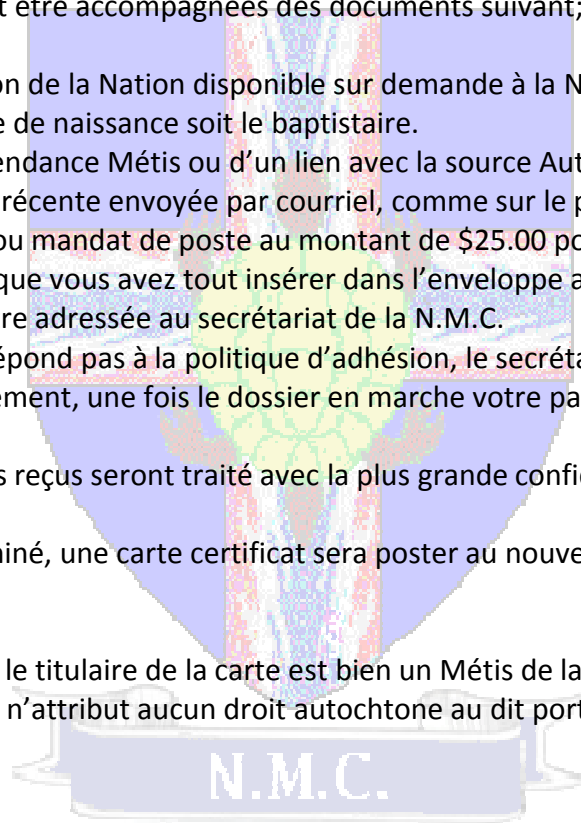 t être accompagnées des documents suivant;
on de la Nation disponible sur demande à la N
e de naissance soit le baptistaire.
endance Métis ou d’un lien avec la source Aut
récente envoyée par courriel, comme sur le p
ou mandat de poste au montant de $25.00 po
que vous avez tout insérer dans l’enveloppe a
re adressée au secrétariat de la N.M.C.
épond pas à la politique d’adhésion, le secréta
ement, une fois le dossier en marche votre pa
s reçus seront traité avec la plus grande confid
niné, une carte certificat sera poster au nouve
le titulaire de la carte est bien un Métis de la
n’attribut aucun droit autochtone au dit port
N.M.C.